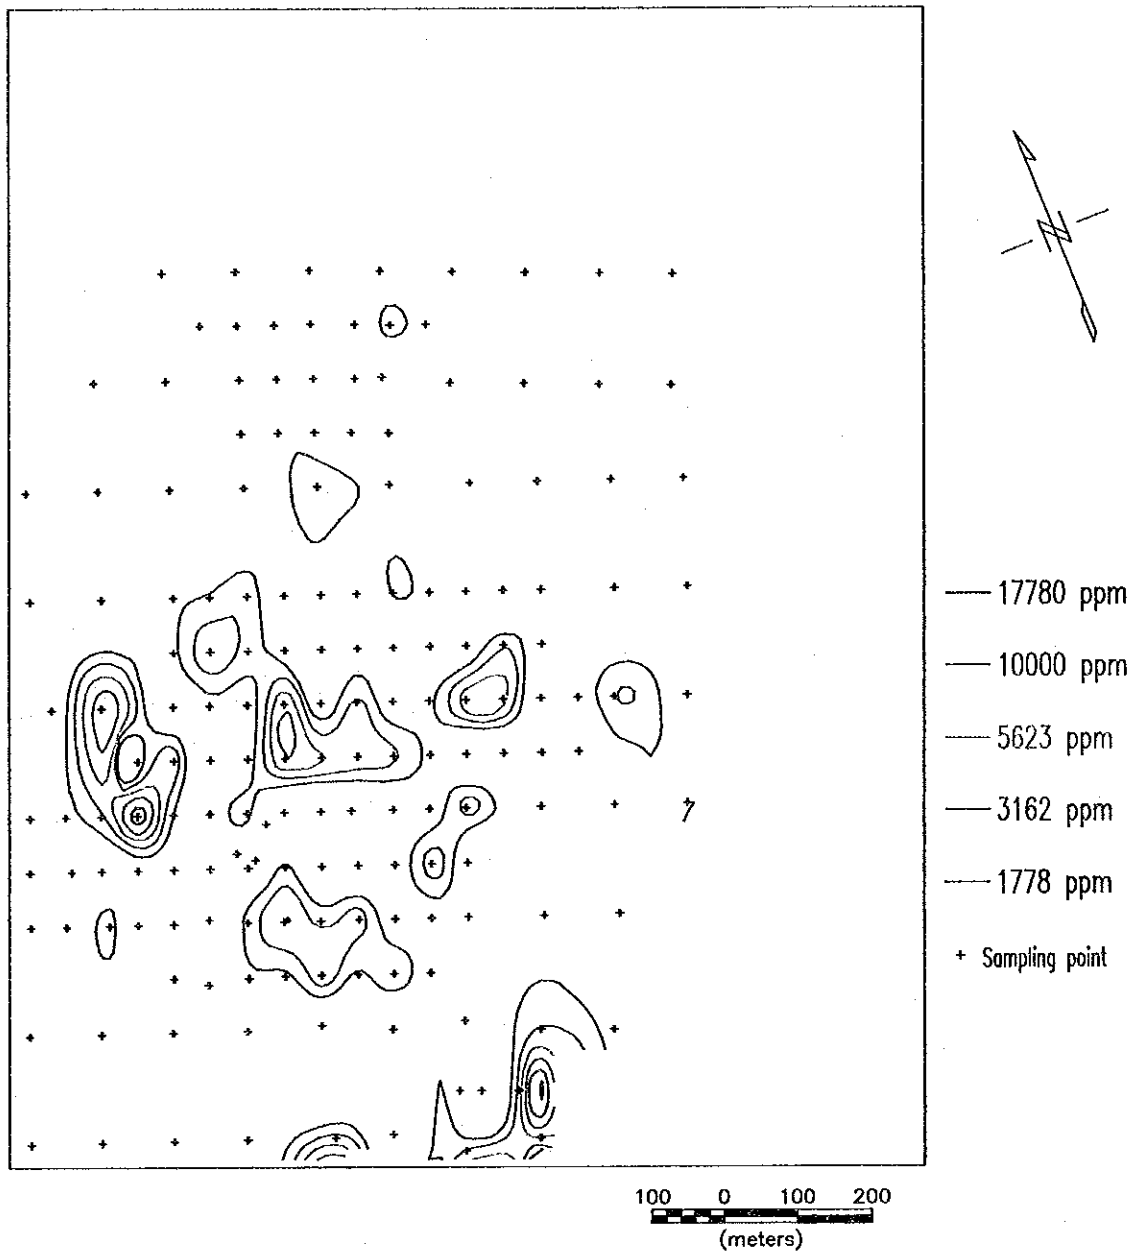 N
17780 ppm
10000 ppm
5623 ppm
3162 ppm
1778 ppm
+ Sampling point
100 0 100 200
(meters)